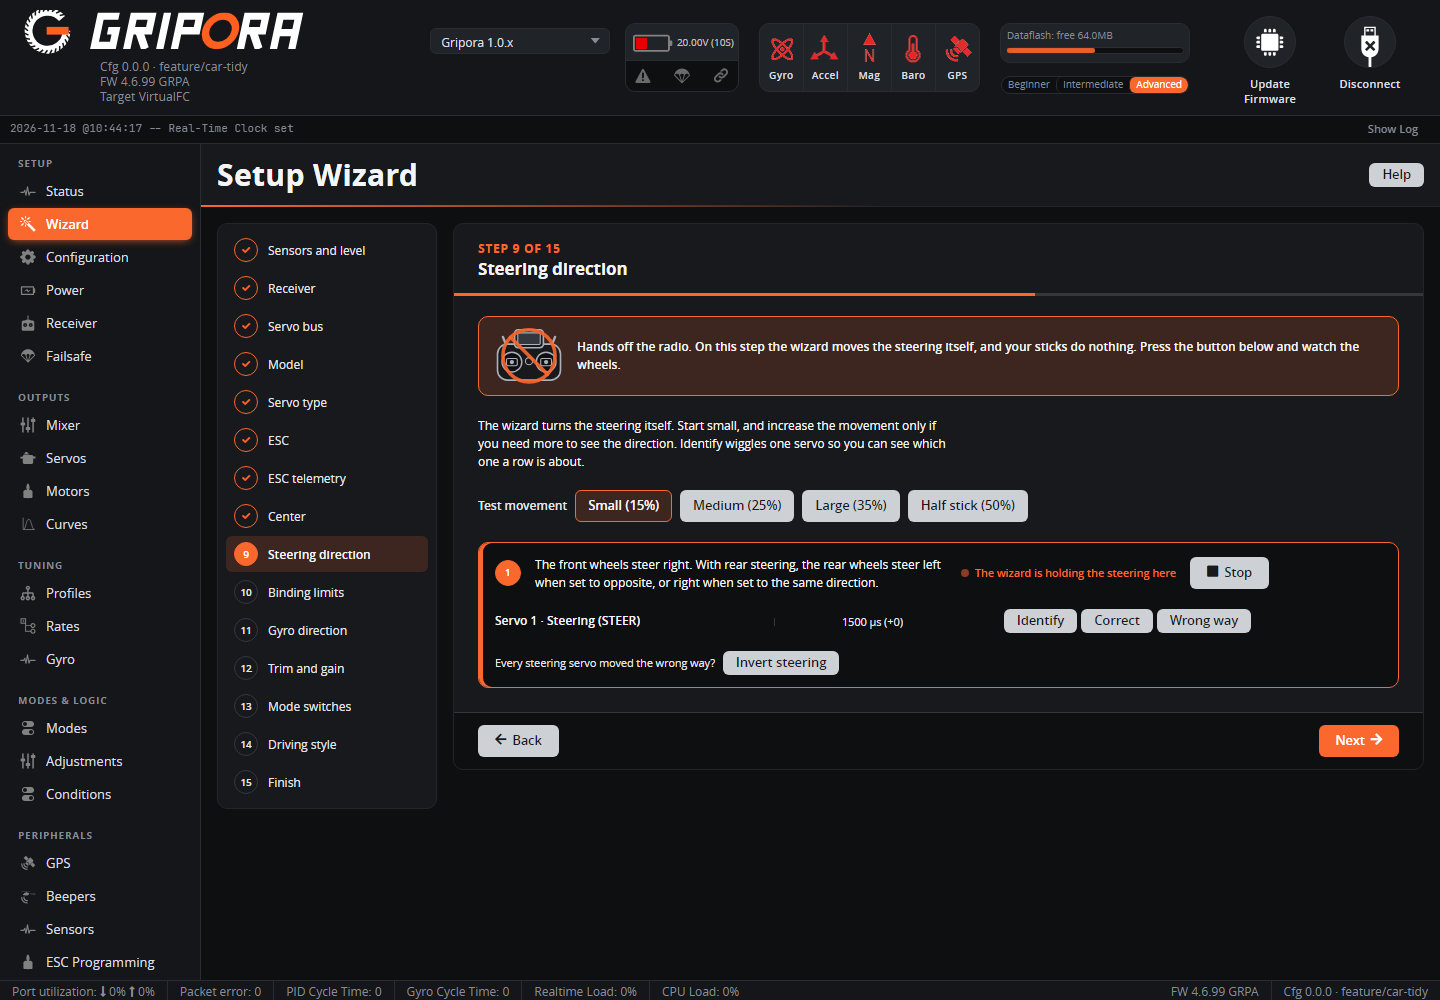 GRIPORA
Cfg 0.0.0 · feature/car-tidy
FW 4.6.99 GRPA
Target VirtualFC
Gripora 1.0.x
20.00V (10S)
Gyro
Accel
Mag
Baro
GPS
Dataflash: free 64.0MB
Beginner
Intermediate
Advanced
Update
Firmware
Disconnect
2026-11-18 @10:44:17 -- Real-Time Clock set
Show Log
SETUP
Status
Wizard
Configuration
Power
Receiver
Failsafe
OUTPUTS
Mixer
Servos
Motors
Curves
TUNING
Profiles
Rates
Gyro
MODES & LOGIC
Modes
Adjustments
Conditions
PERIPHERALS
GPS
Beepers
Sensors
ESC Programming
Setup Wizard
Help
Sensors and level
Receiver
Servo bus
Model
Servo type
ESC
ESC telemetry
Center
9 Steering direction
10 Binding limits
11 Gyro direction
12 Trim and gain
13 Mode switches
14 Driving style
15 Finish
STEP 9 OF 15
Steering direction
Hands off the radio. On this step the wizard moves the steering itself, and your sticks do nothing. Press the button below and watch the
wheels.
The wizard turns the steering itself. Start small, and increase the movement only if
you need more to see the direction. Identify wiggles one servo so you can see which
one a row is about.
Test movement
Small (15%)
Medium (25%)
Large (35%)
Half stick (50%)
1
The front wheels steer right. With rear steering, the rear wheels steer left
when set to opposite, or right when set to the same direction.
The wizard is holding the steering here
Stop
Servo 1 · Steering (STEER)
1500 µs (+0)
Identify
Correct
Wrong way
Every steering servo moved the wrong way?
Invert steering
Back
Next
Port utilization: 0% 0%
Packet error: 0
PID Cycle Time: 0
Gyro Cycle Time: 0
Realtime Load: 0%
CPU Load: 0%
FW 4.6.99 GRPA
Cfg 0.0.0 · feature/car-tidy